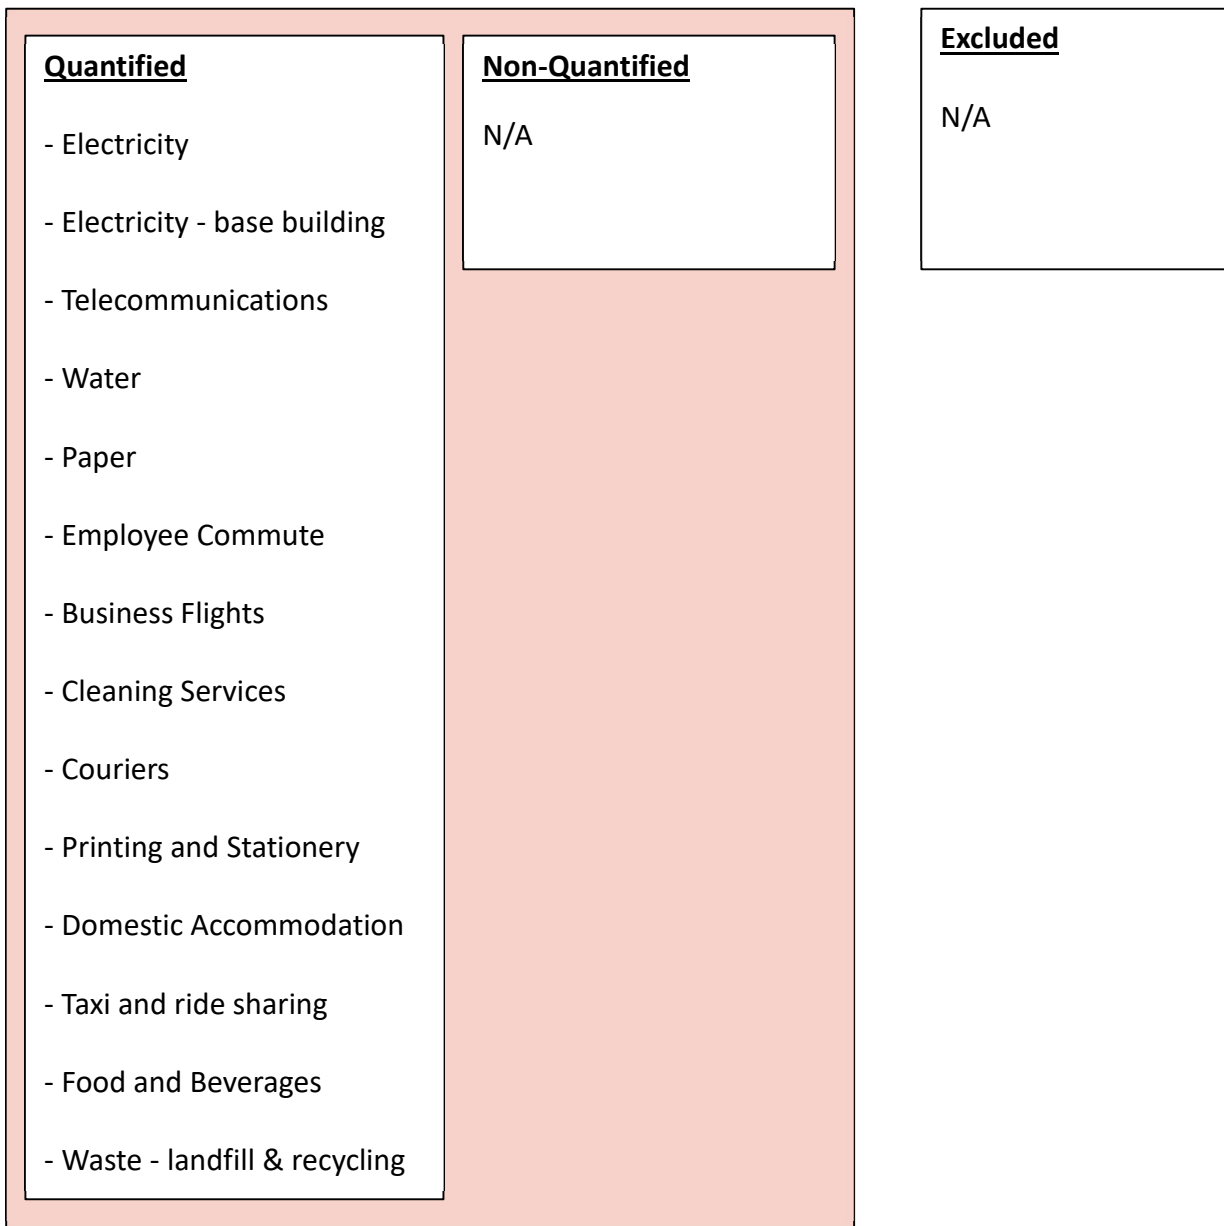 Quantified
- Electricity
- Electricity - base building
- Telecommunications
- Water
- Paper
- Employee Commute
- Business Flights
- Cleaning Services
- Couriers
- Printing and Stationery
- Domestic Accommodation
- Taxi and ride sharing
- Food and Beverages
- Waste - landfill & recycling
Non-Quantified
N/A
Excluded
N/A